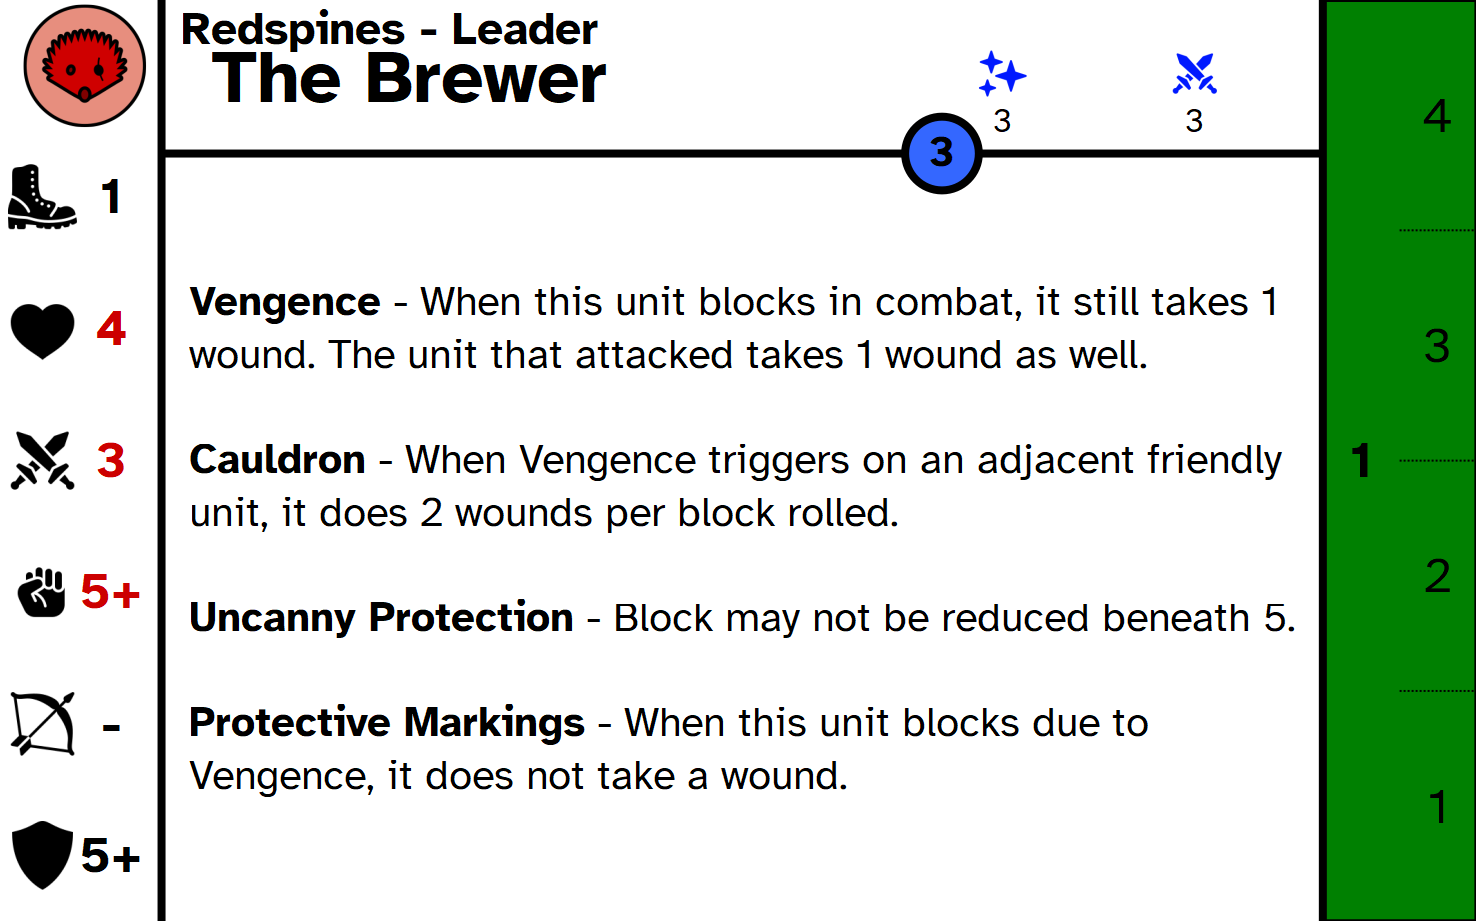 Redspines - Leader
The Brewer
3
3
3
1
4
3
5+
-
5+
Vengence - When this unit blocks in combat, it still takes 1
wound. The unit that attacked takes 1 wound as well.
Cauldron - When Vengence triggers on an adjacent friendly
unit, it does 2 wounds per block rolled.
Uncanny Protection - Block may not be reduced beneath 5.
Protective Markings - When this unit blocks due to
Vengence, it does not take a wound.
1
4
3
2
1